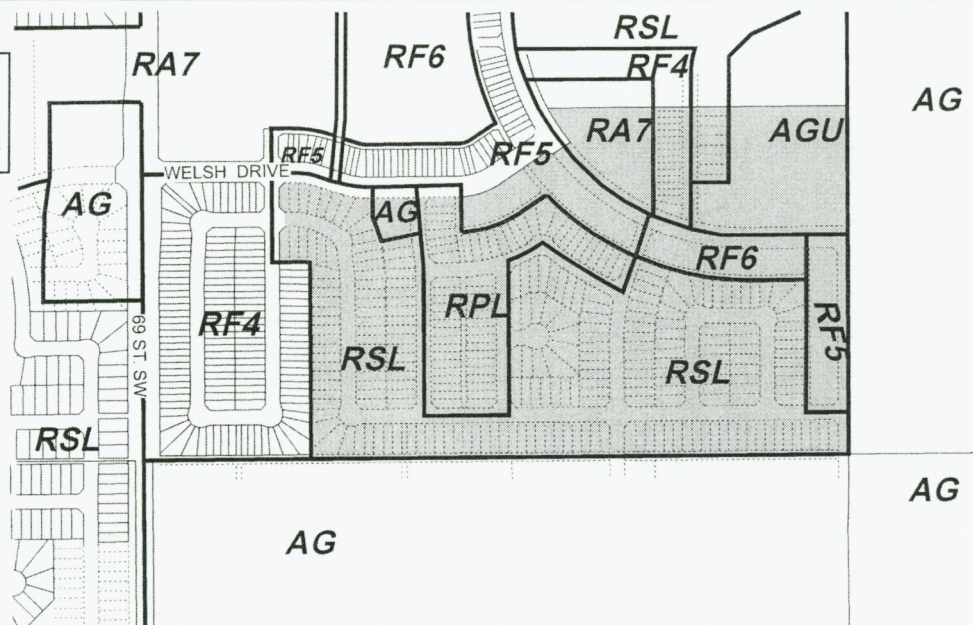 RSL
RF6
RF4
RA7
AG
RA7
AGU
RF5
RF5
WELSH DRIVE
AG
AG
RF6
RPL
RF4
RF5
69 ST. SW
RSL
RSL
RSL
AG
AG